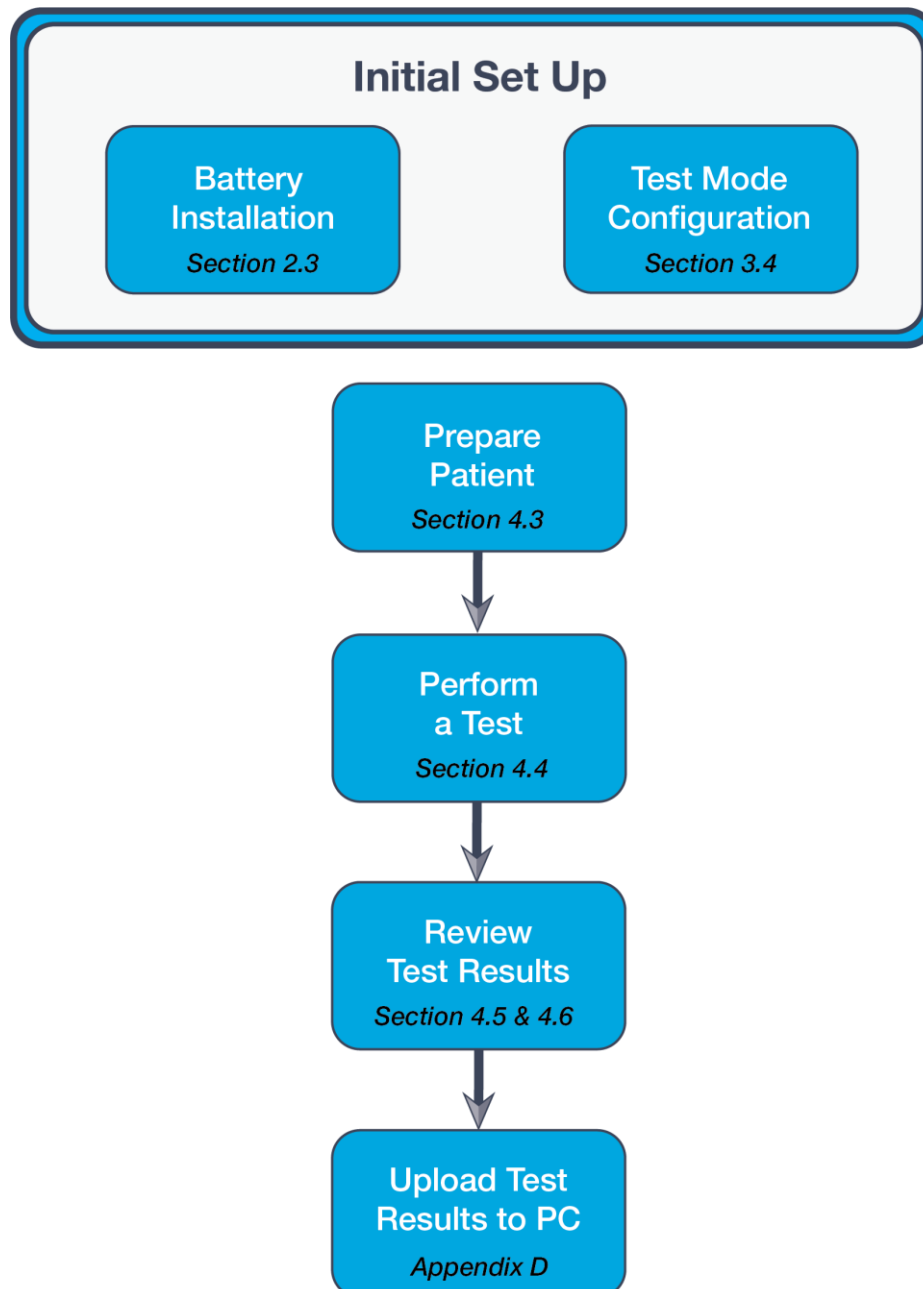 Initial Set Up
Battery
Installation
Section 2.3
Test Mode
Configuration
Section 3.4
Prepare
Patient
Section 4.3
Perform
a Test
Section 4.4
Review
Test Results
Section 4.5 & 4.6
Upload Test
Results to PC
Appendix D